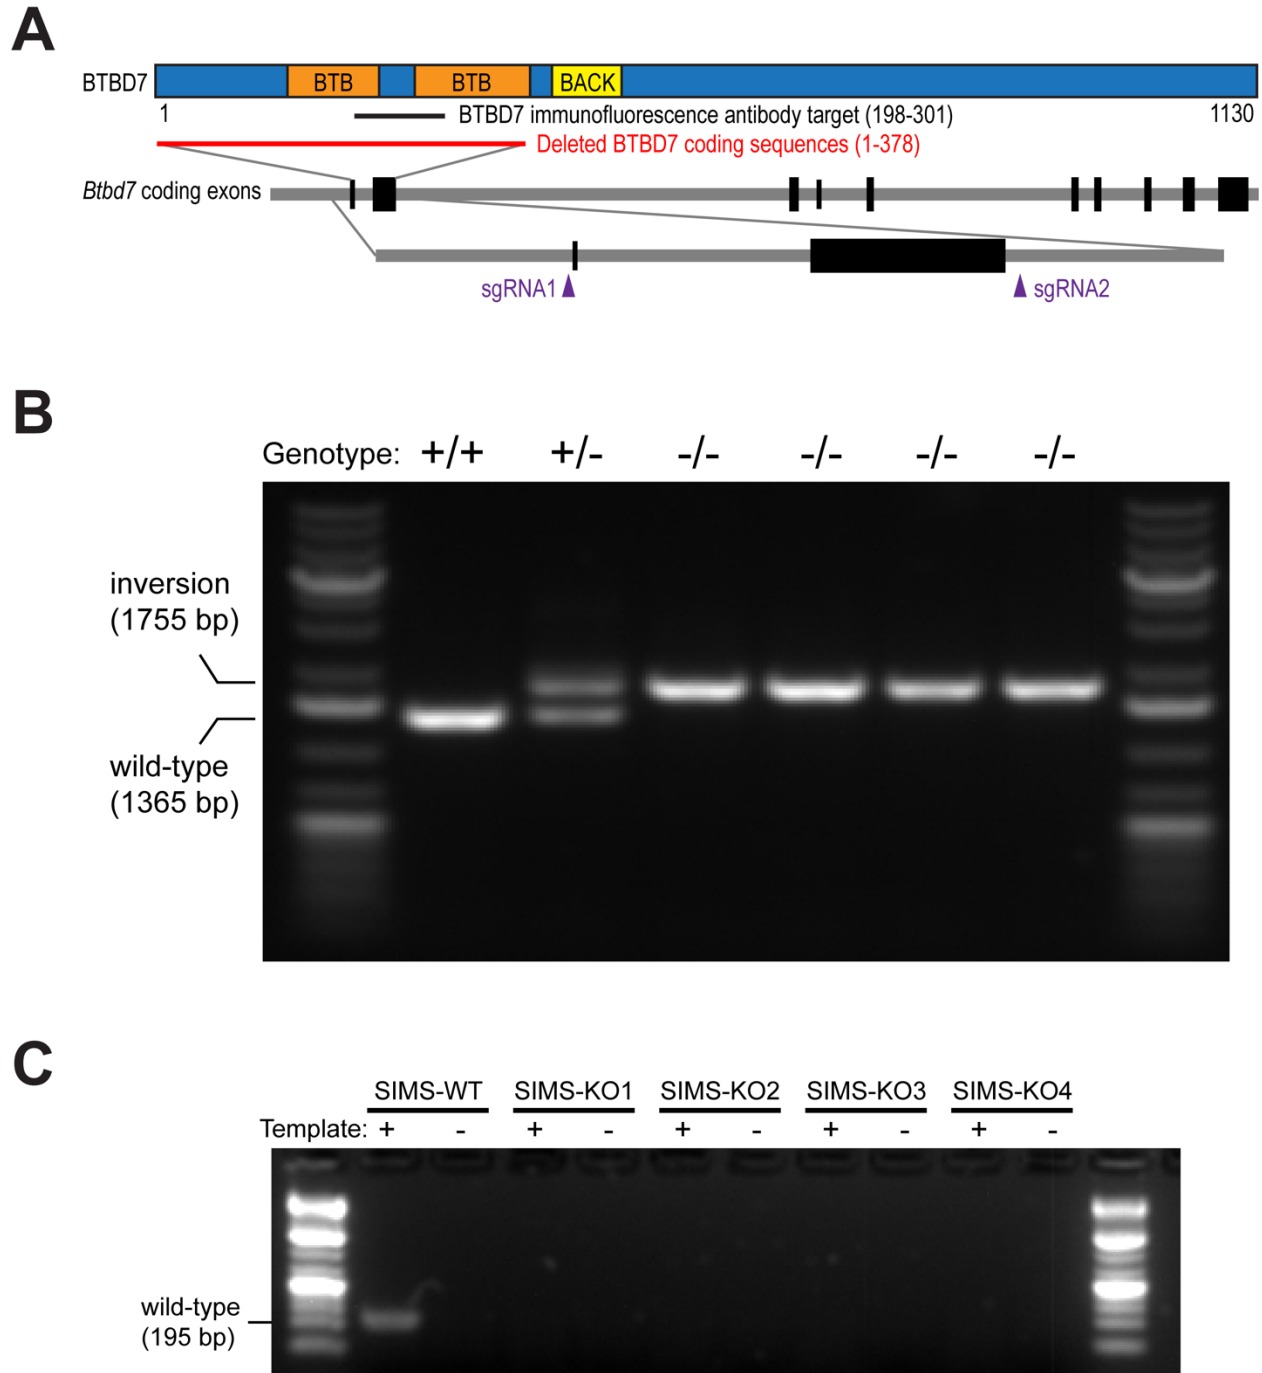 A
BTBD7 BTB BTB BACK
1 BTBD7 immunofluorescence antibody target (198-301) 1130
Deleted BTBD7 coding sequences (1-378)
Btbd7 coding exons
sgRNA1 sgRNA2
B
Genotype: +/+ +/- -/- -/- -/- -/-
inversion
(1755 bp)
wild-type
(1365 bp)
C
SIMS-WT SIMS-KO1 SIMS-KO2 SIMS-KO3 SIMS-KO4
Template: + - + - + - + - + -
wild-type
(195 bp)